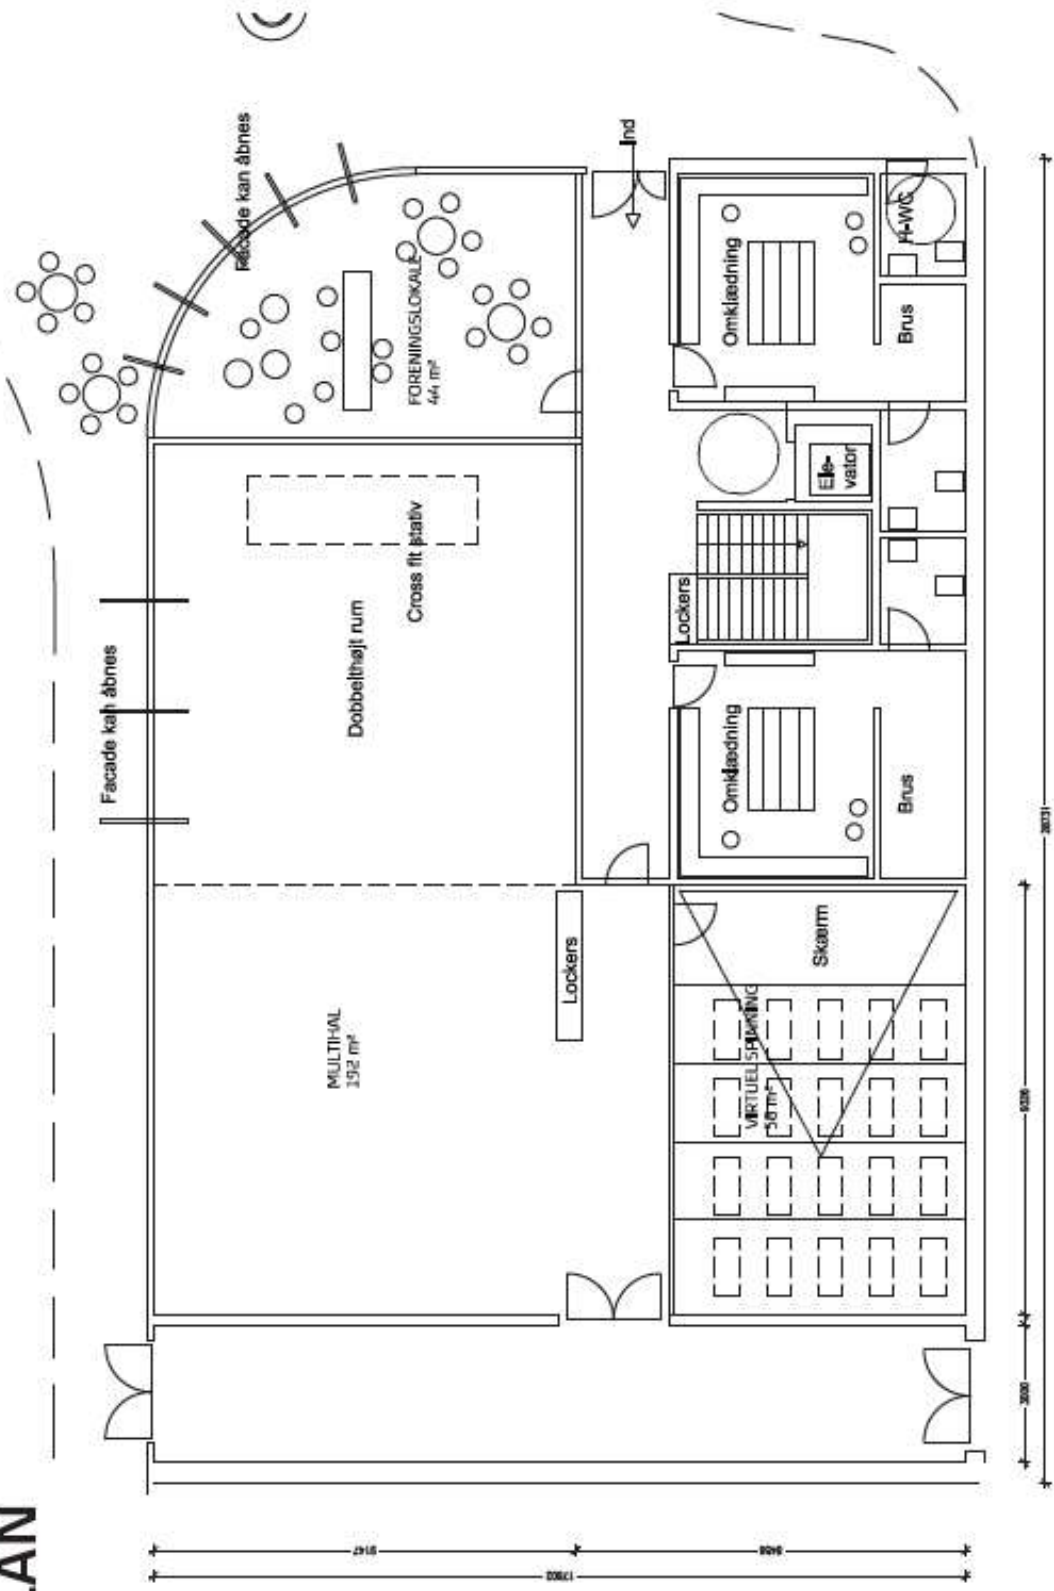 Facade kan åbnes
Facade kan åbnes
Ind
FORENINGSLOKALE
44 m²
Omklædning
H-WC
Brus
Ele-
vator
Cross fit stativ
Dobbelthøjt rum
Lockers
Omklædning
Brus
Lockers
Skærm
MULTIHAL
192 m²
VIRTUEL SPINNING
58 m²